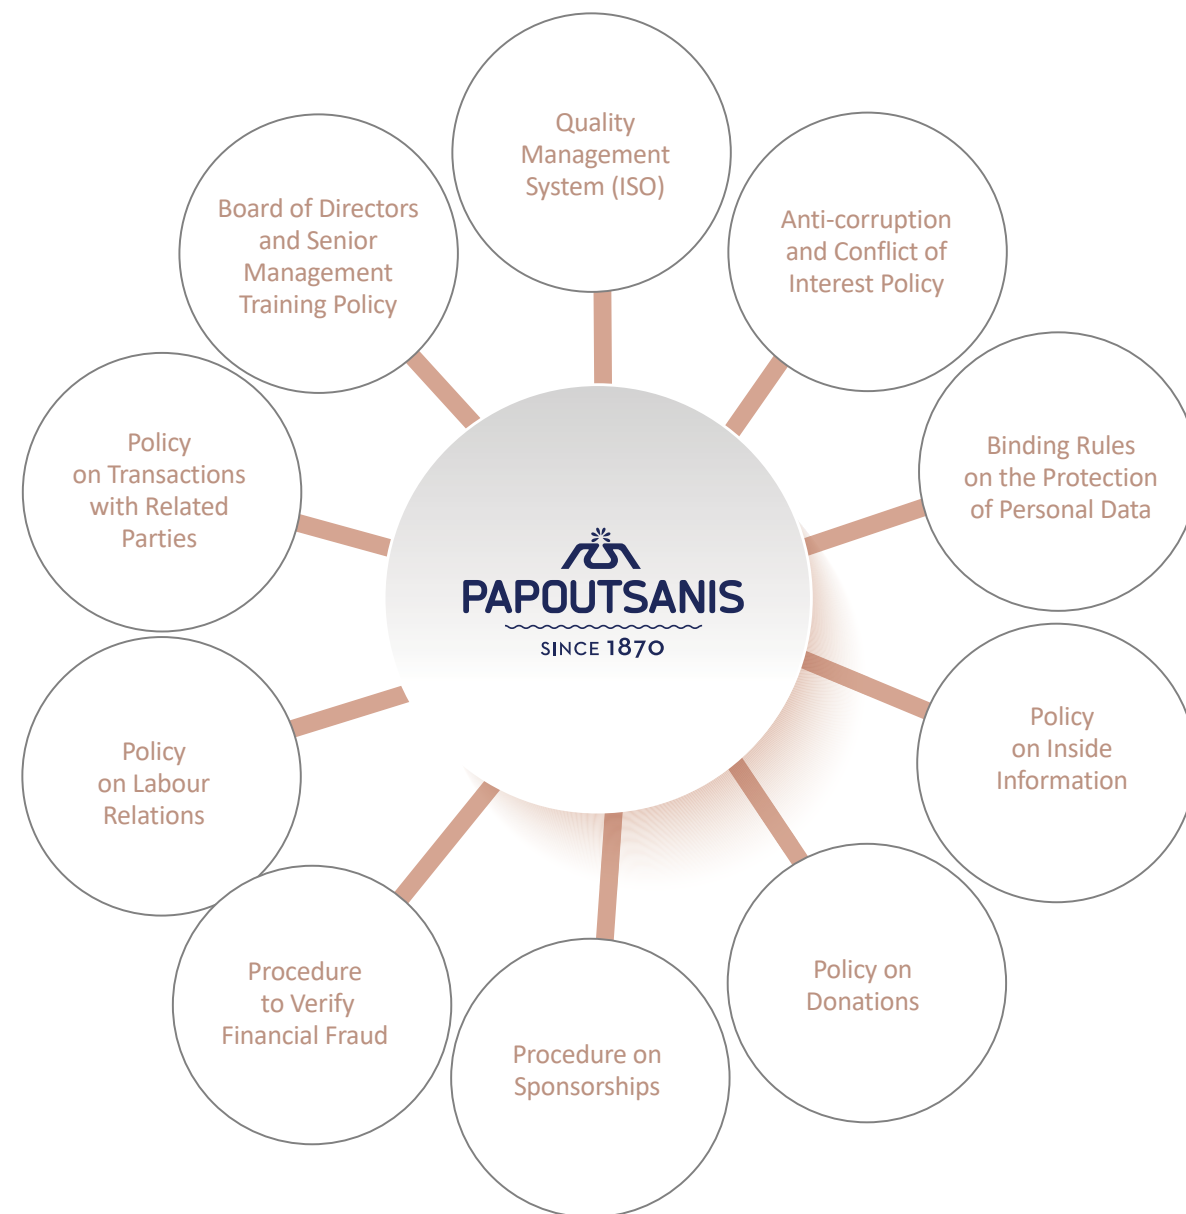 Quality
Management
System (ISO)
Anti-corruption
and Conflict of
Interest Policy
Binding Rules
on the Protection
of Personal Data
Policy
on Inside
Information
Policy on
Donations
Procedure on
Sponsorships
Procedure
to Verify
Financial Fraud
Policy
on Labour
Relations
Policy
on Transactions
with Related
Parties
Board of Directors
and Senior
Management
Training Policy
PAPOUTSANIS
SINCE 1870